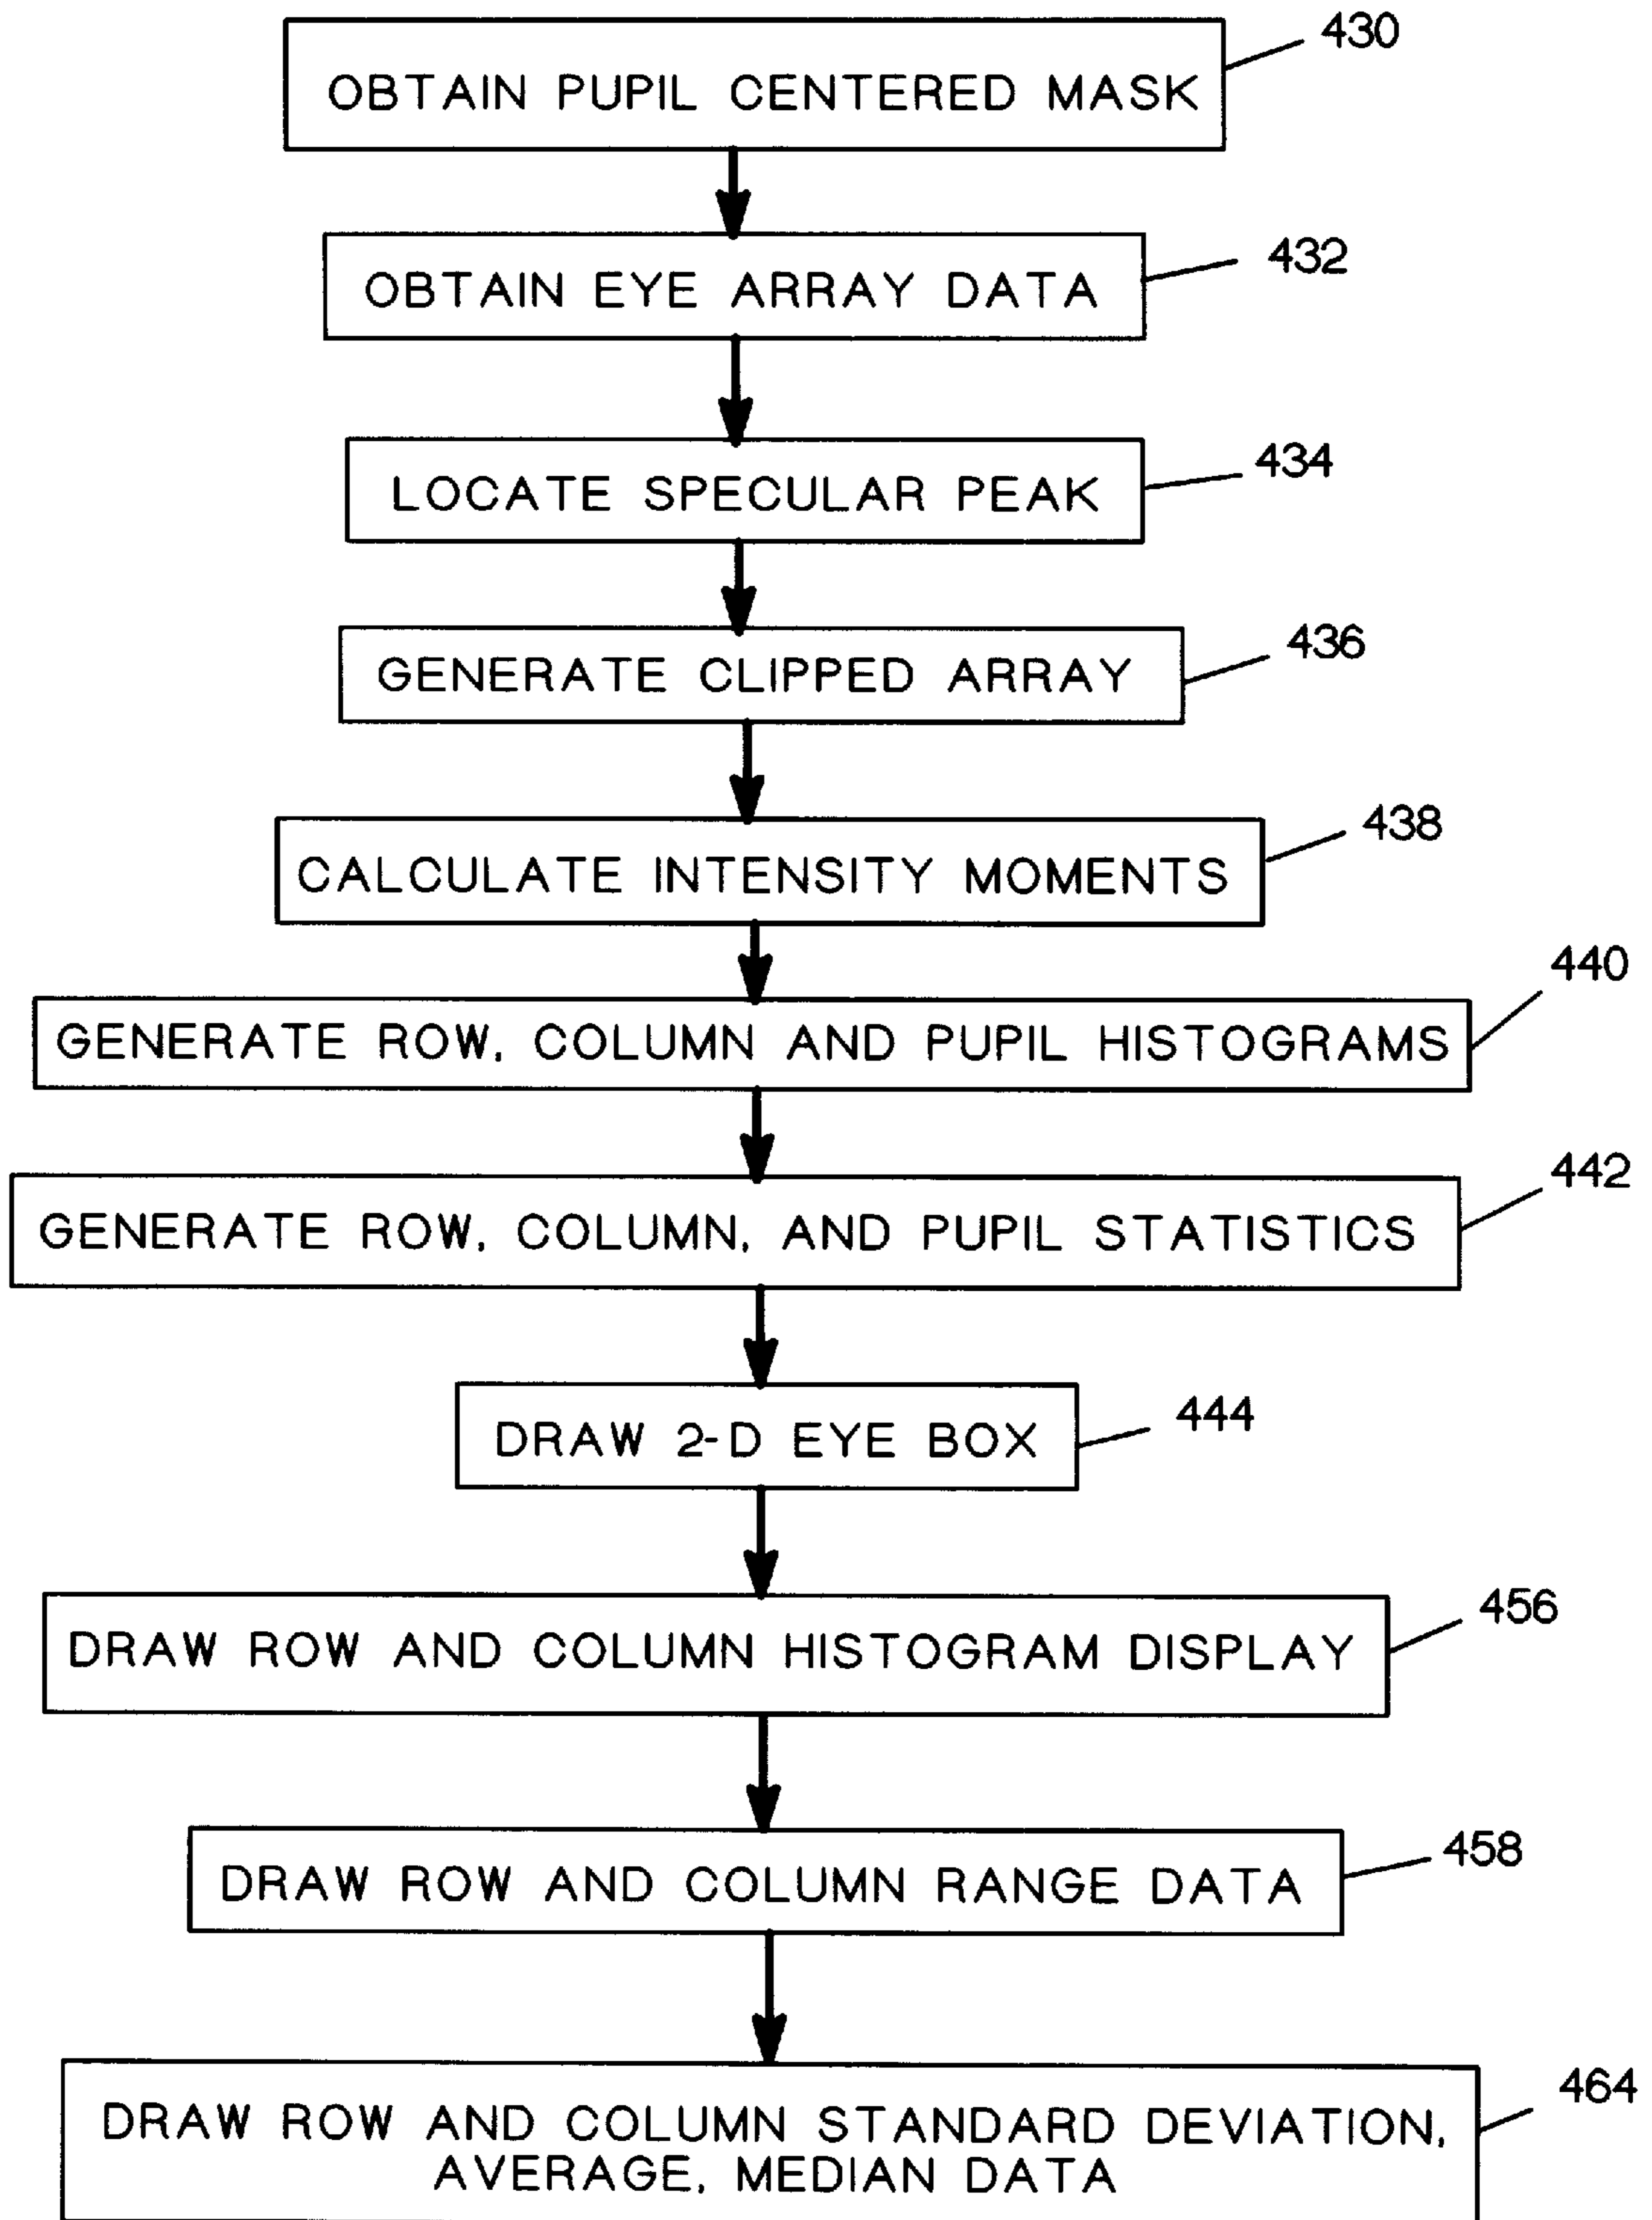 430
OBTAIN PUPIL CENTERED MASK
432
OBTAIN EYE ARRAY DATA
434
LOCATE SPECULAR PEAK
436
GENERATE CLIPPED ARRAY
438
CALCULATE INTENSITY MOMENTS
440
GENERATE ROW, COLUMN AND PUPIL HISTOGRAMS
442
GENERATE ROW, COLUMN, AND PUPIL STATISTICS
444
DRAW 2-D EYE BOX
456
DRAW ROW AND COLUMN HISTOGRAM DISPLAY
458
DRAW ROW AND COLUMN RANGE DATA
464
DRAW ROW AND COLUMN STANDARD DEVIATION,
AVERAGE, MEDIAN DATA